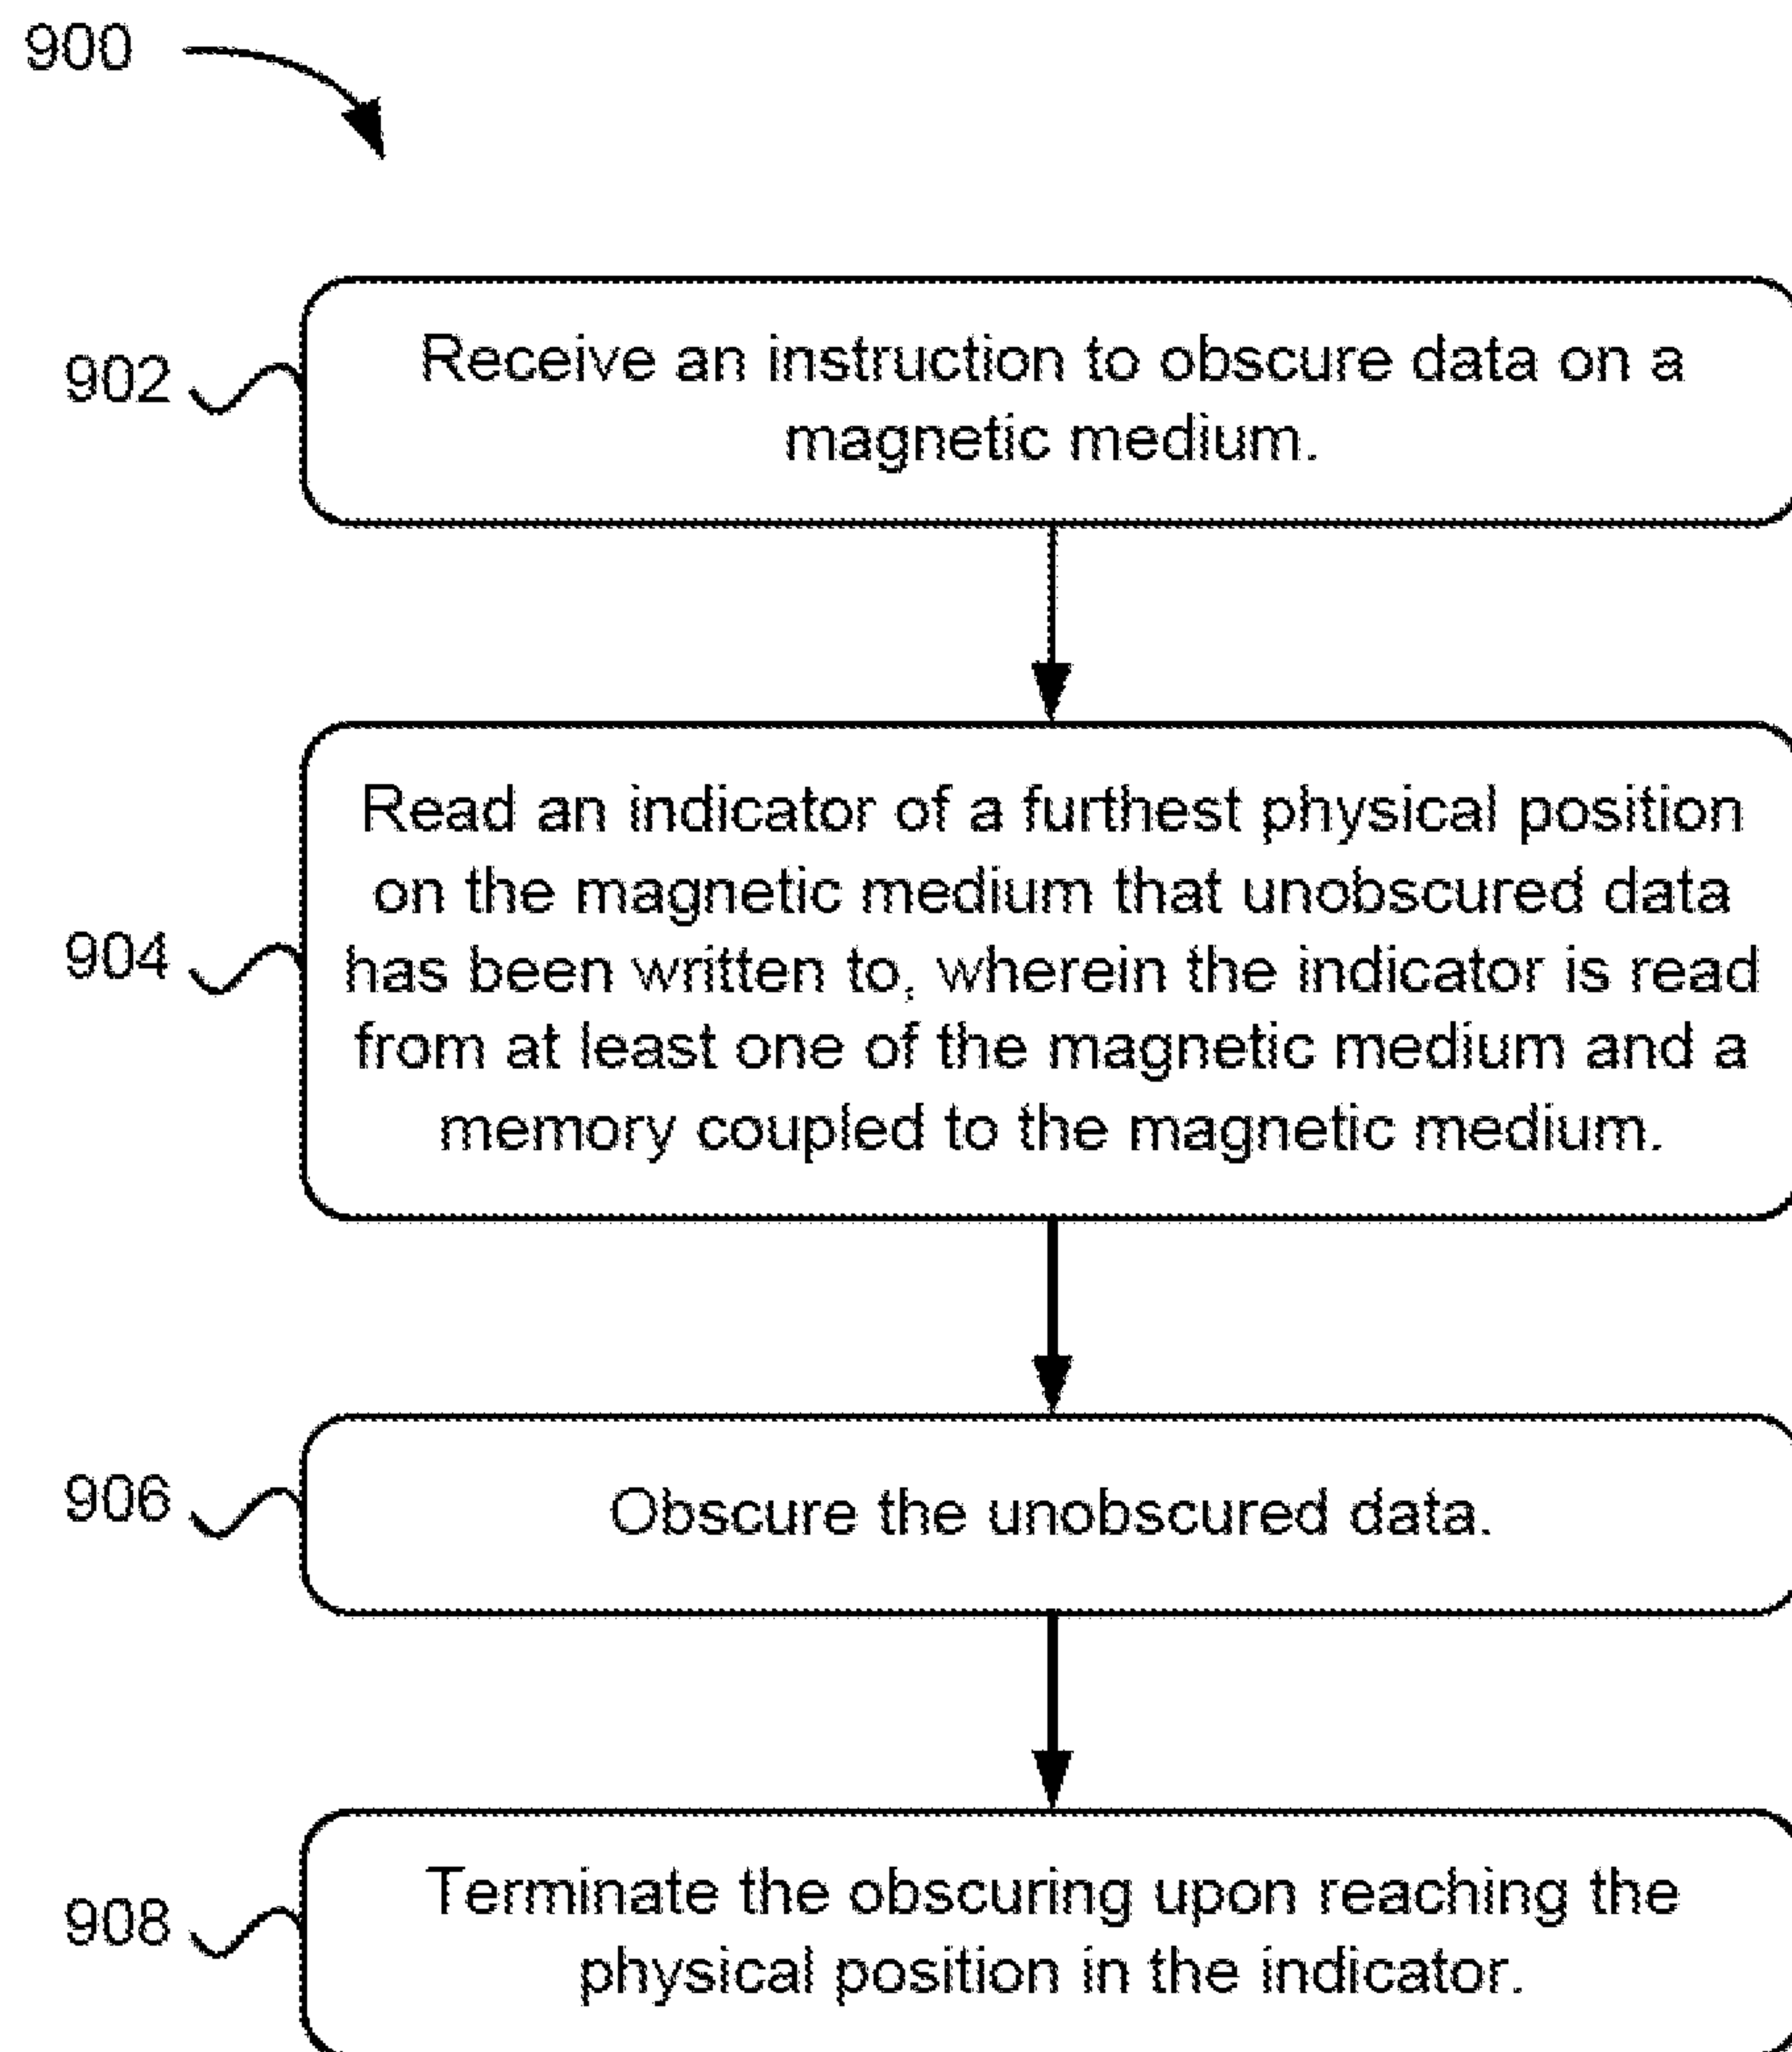 900
902
Receive an instruction to obscure data on a
magnetic medium.
904
Read an indicator of a furthest physical position
on the magnetic medium that unobscured data
has been written to, wherein the indicator is read
from at least one of the magnetic medium and a
memory coupled to the magnetic medium.
906
Obscure the unobscured data.
908
Terminate the obscuring upon reaching the
physical position in the indicator.